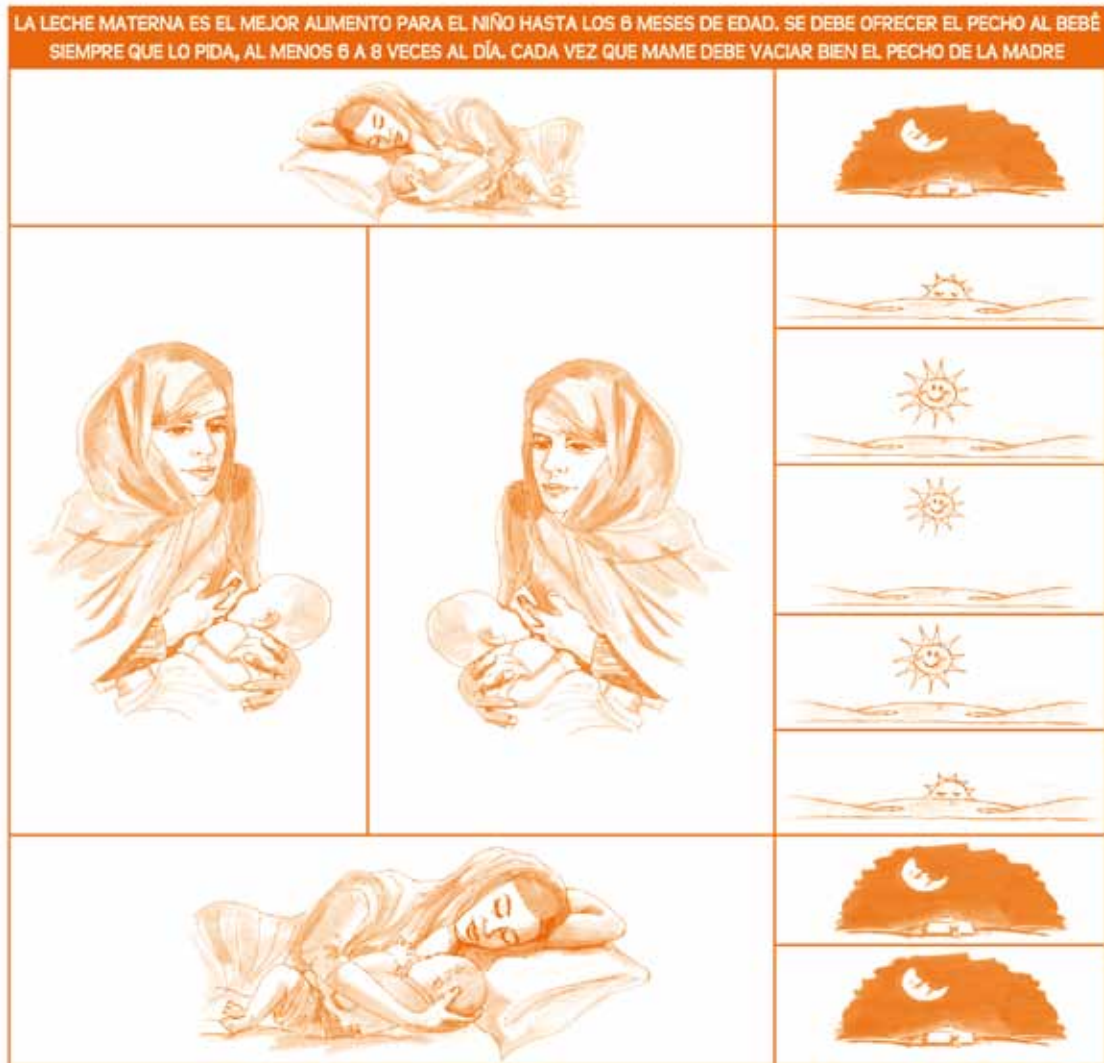 LA LECHE MATERNA ES EL MEJOR ALIMENTO PARA EL NIÑO HASTA LOS 6 MESES DE EDAD. SE DEBE OFRECER EL PECHO AL BEBÉ
SIEMPRE QUE LO PIDA, AL MENOS 6 A 8 VECES AL DÍA. CADA VEZ QUE MAME DEBE VACIAR BIEN EL PECHO DE LA MADRE